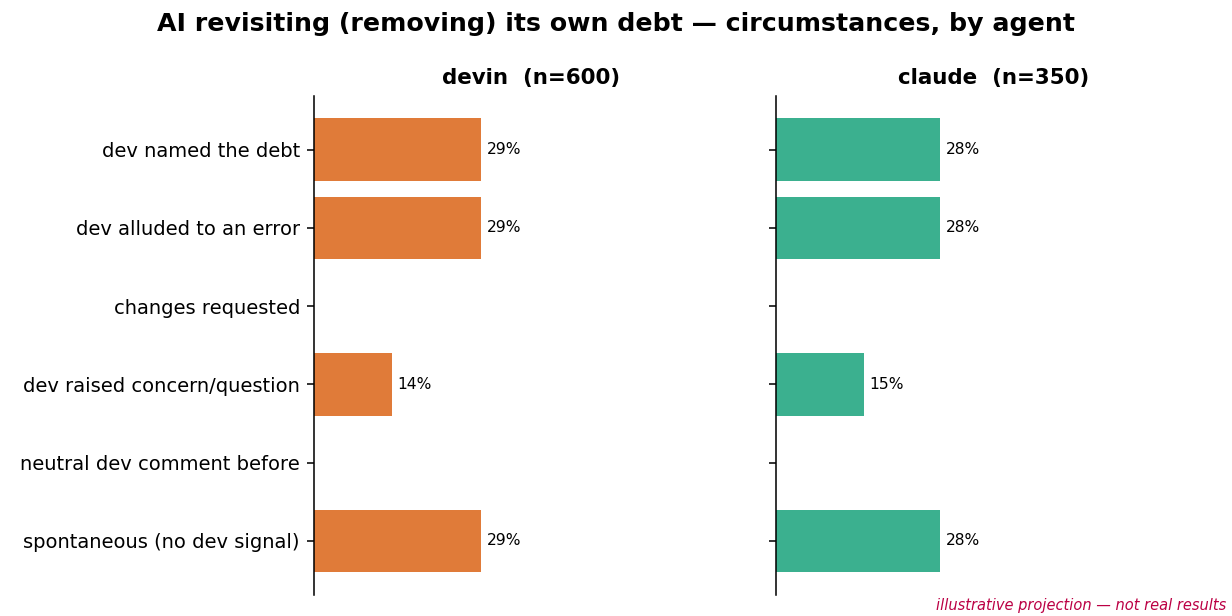 AI revisiting (removing) its own debt — circumstances, by agent
devin  (n=600)
claude  (n=350)
dev named the debt
29%
28%
dev alluded to an error
29%
28%
changes requested
dev raised concern/question
14%
15%
neutral dev comment before
spontaneous (no dev signal)
29%
28%
illustrative projection — not real results